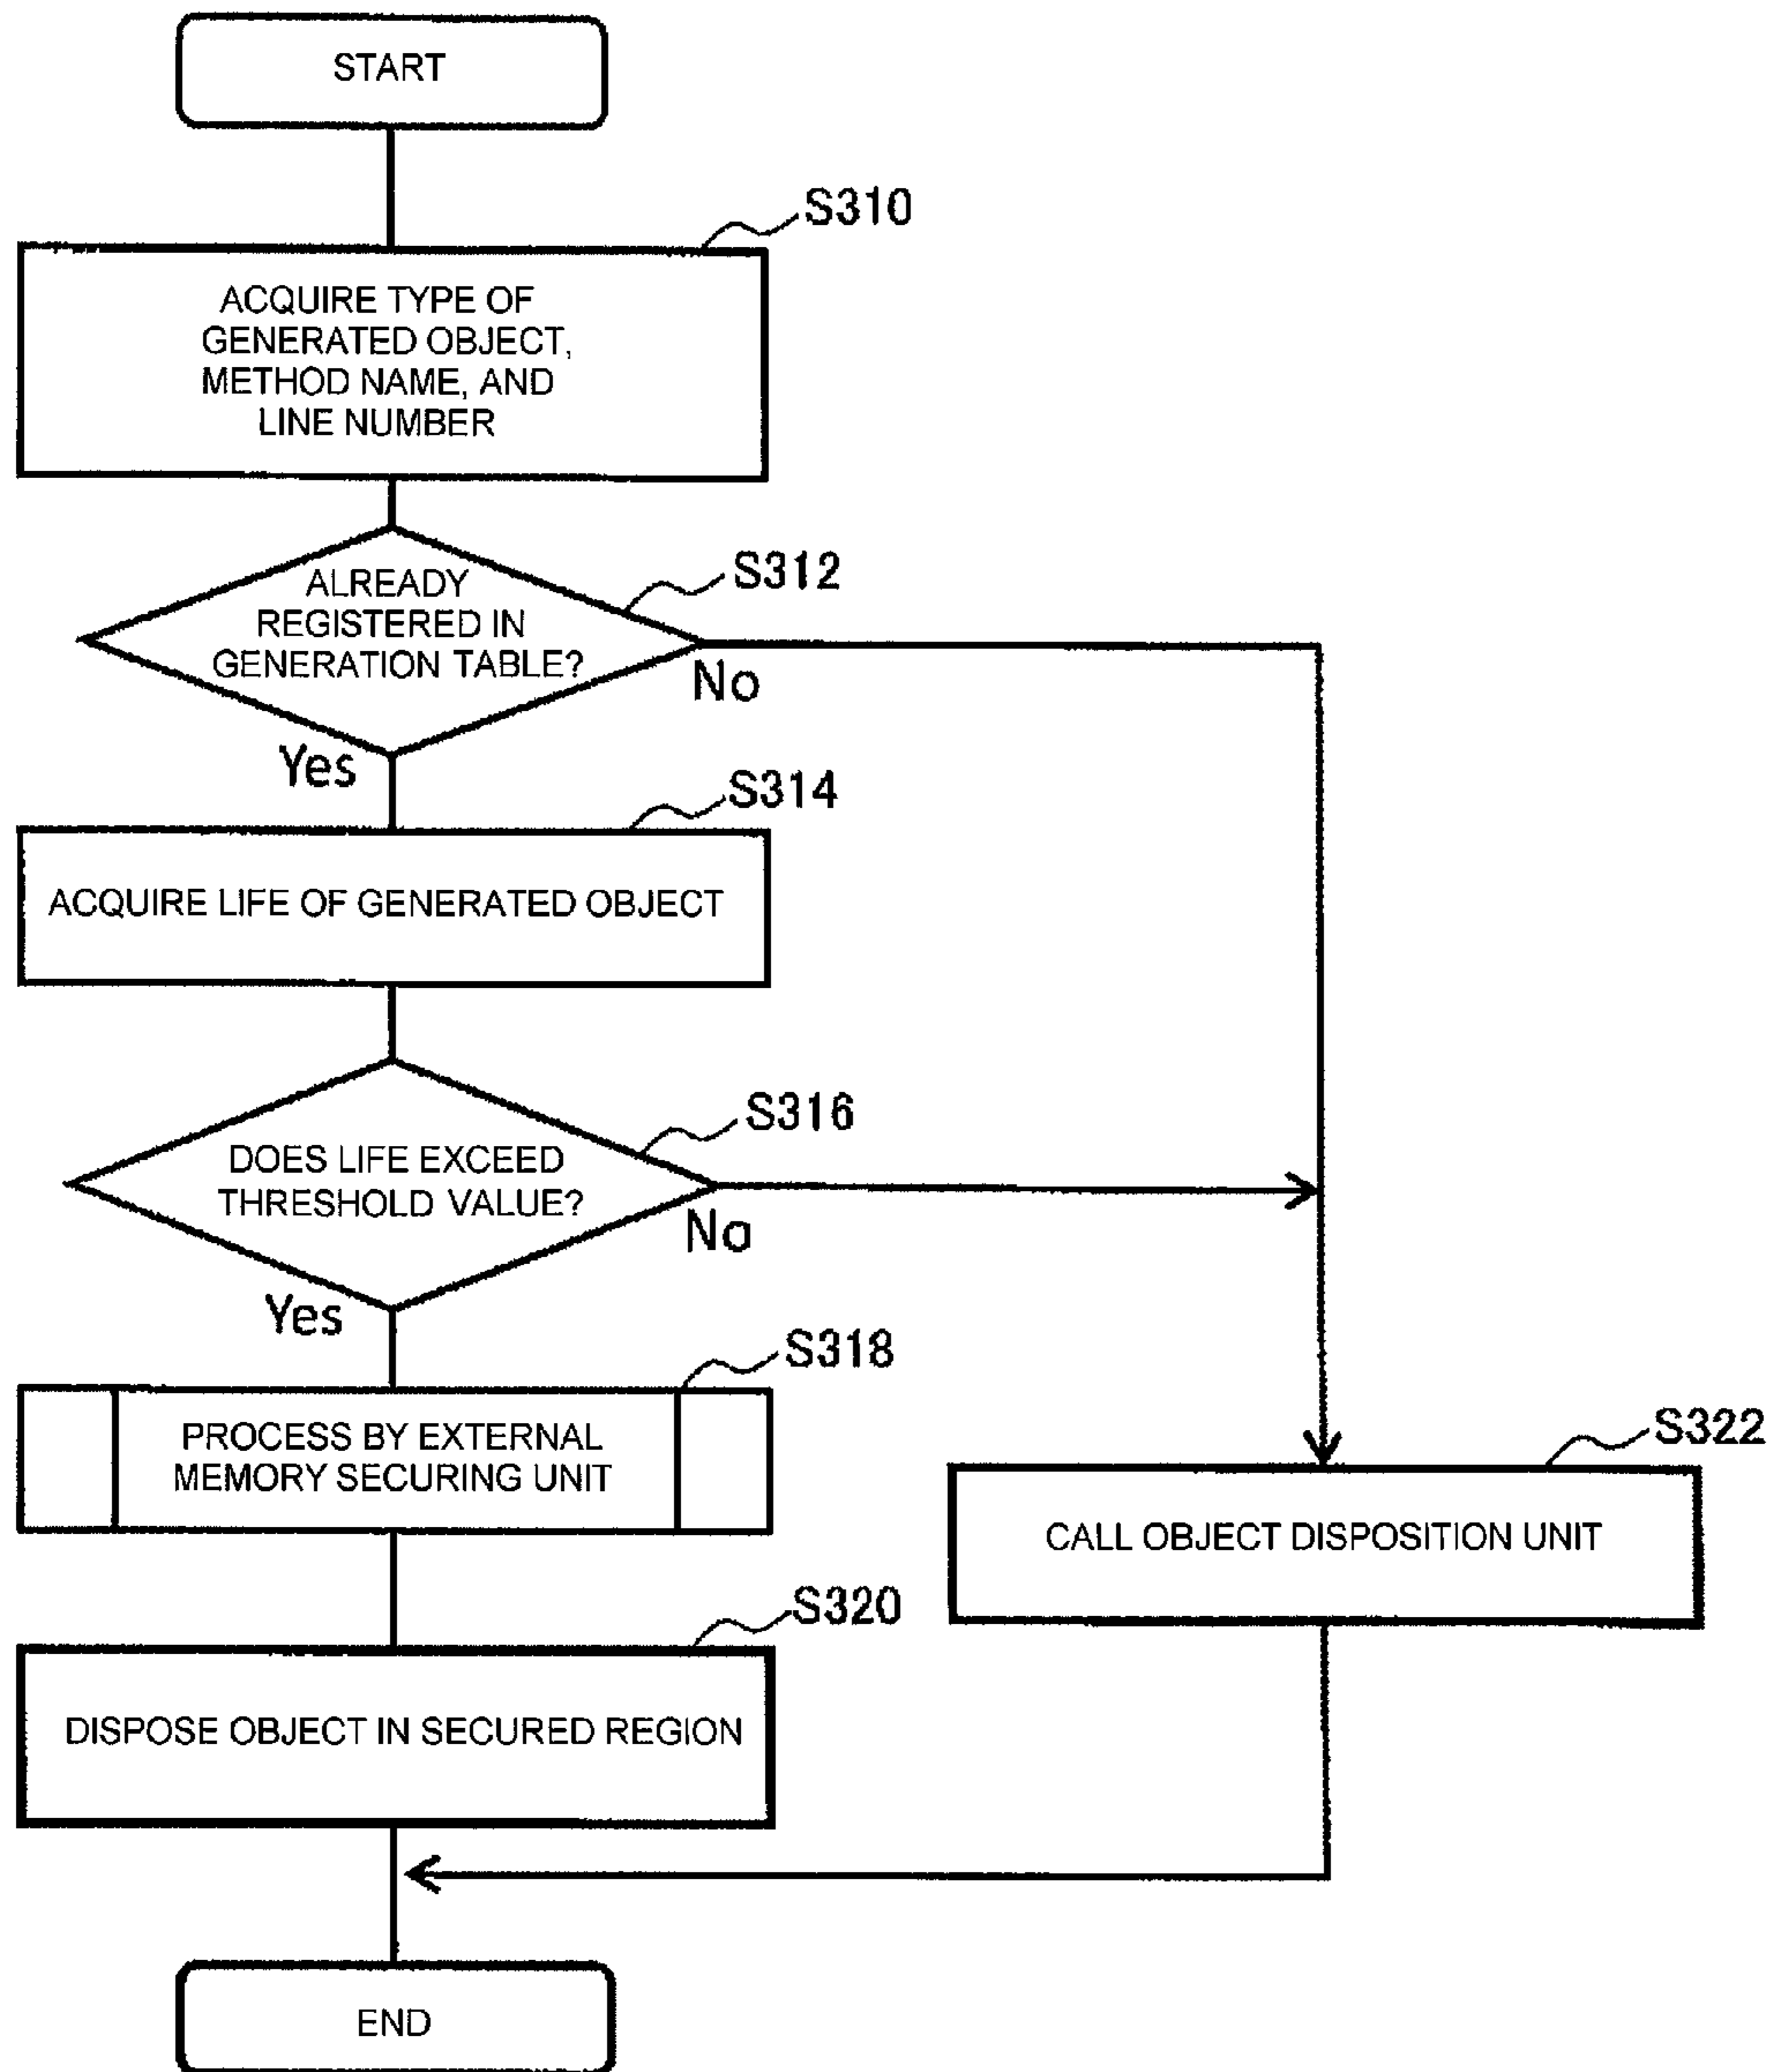 START
S310
ACQUIRE TYPE OF
GENERATED OBJECT,
METHOD NAME, AND
LINE NUMBER
S312
ALREADY
REGISTERED IN
GENERATION TABLE?
No
Yes
S314
ACQUIRE LIFE OF GENERATED OBJECT
S316
DOES LIFE EXCEED
THRESHOLD VALUE?
No
Yes
S318
PROCESS BY EXTERNAL
MEMORY SECURING UNIT
S322
CALL OBJECT DISPOSITION UNIT
S320
DISPOSE OBJECT IN SECURED REGION
END